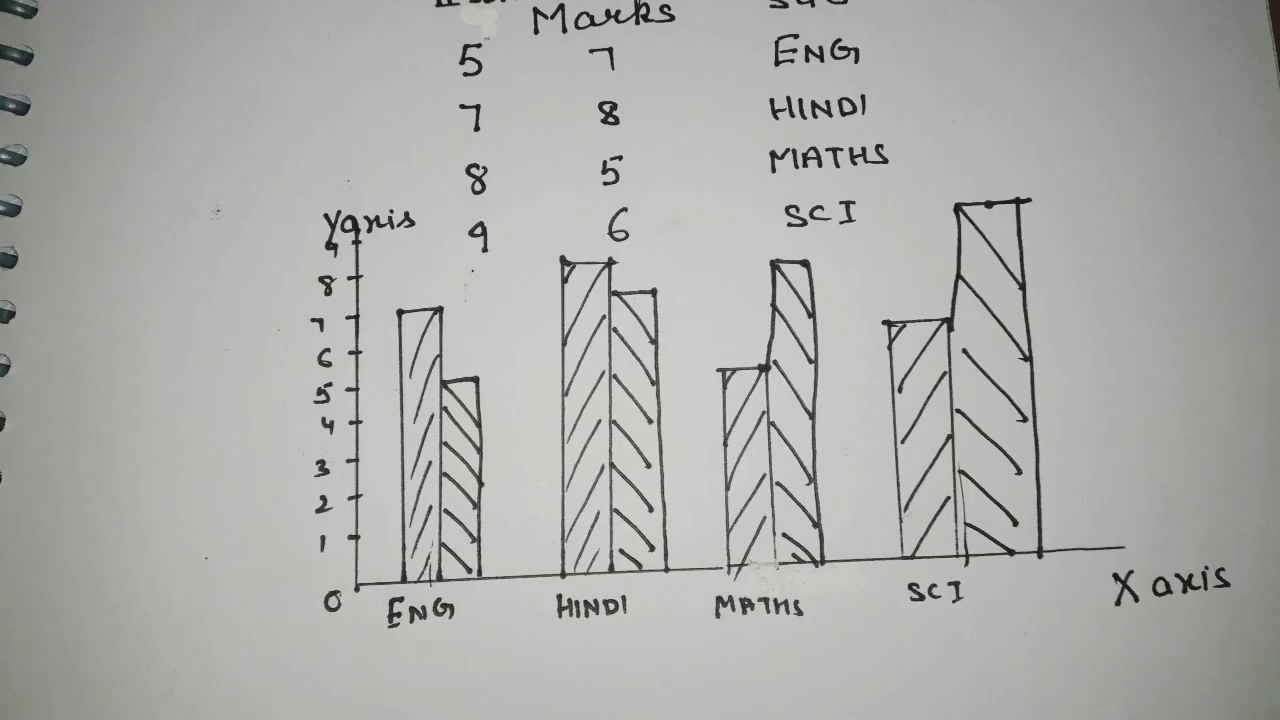 Marks
5 7 ENG
7 8 HINDI
8 5 MATHS
9 6 SCI
Y axis
9
8
7
6
5
4
3
2
1
0
ENG HINDI MATHS SCI X axis